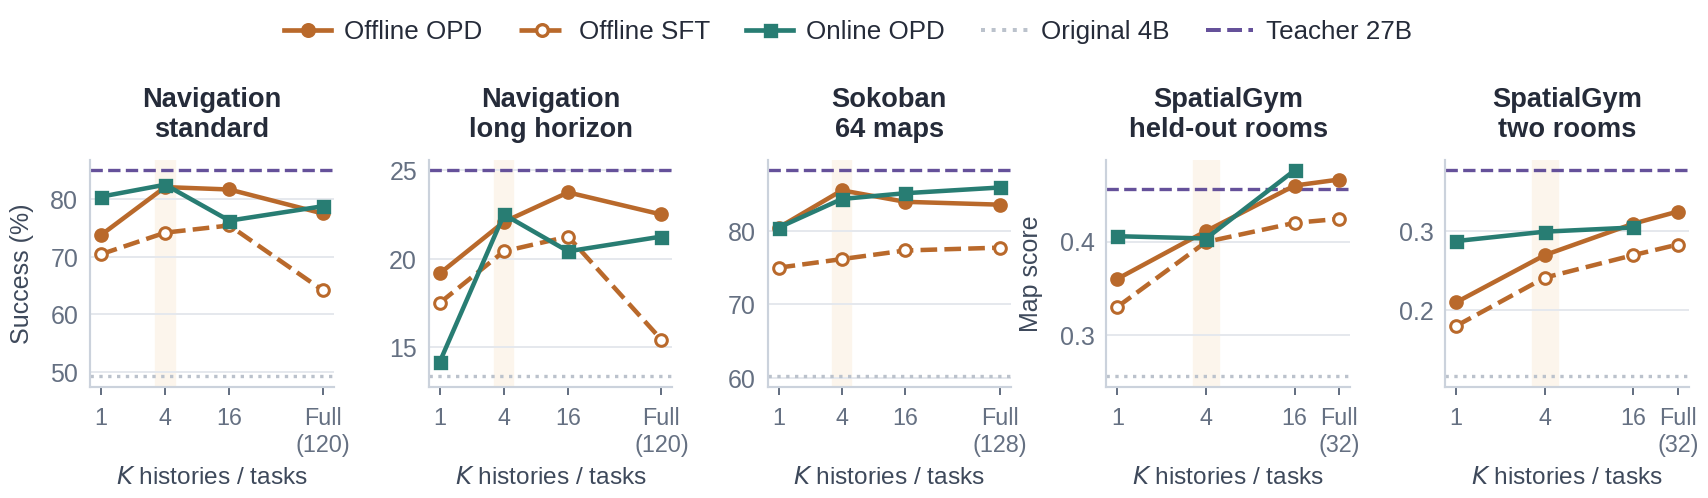 Offline OPD Offline SFT Online OPD Original 4B Teacher 27B
Navigation
standard
Success (%)
80
70
60
50
1 4 16 Full
(120)
K histories / tasks
Navigation
long horizon
25
20
15
1 4 16 Full
(120)
K histories / tasks
Sokoban
64 maps
80
70
60
1 4 16 Full
(128)
K histories / tasks
SpatialGym
held-out rooms
Map score
0.4
0.3
1 4 16 Full
(32)
K histories / tasks
SpatialGym
two rooms
0.3
0.2
1 4 16 Full
(32)
K histories / tasks